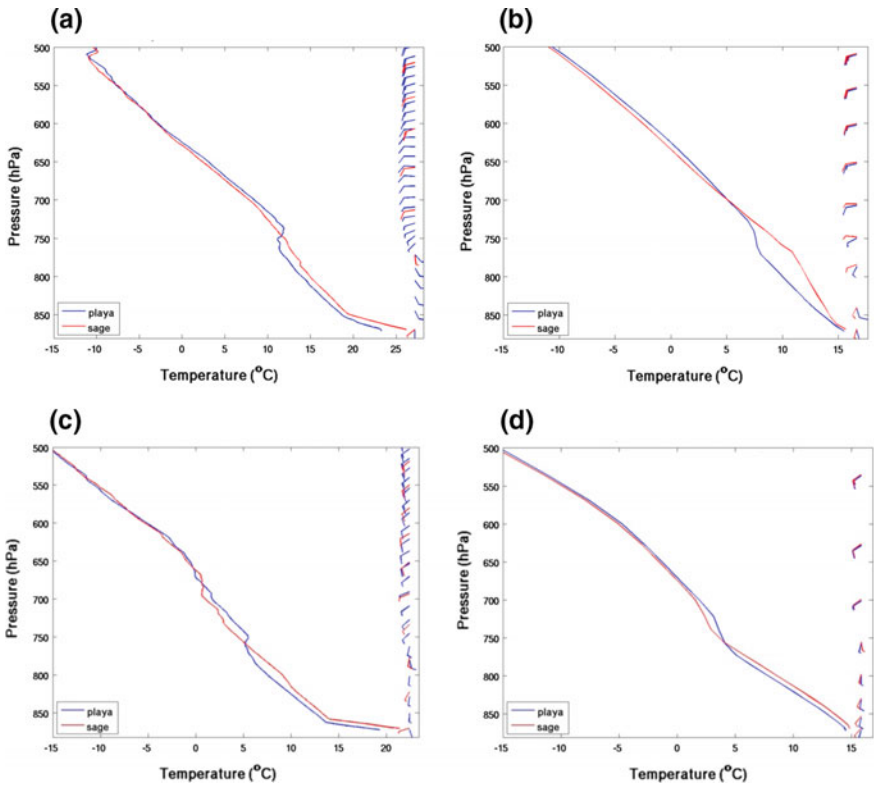 (a)
500
550
600
650
700
750
800
850
Pressure (hPa)
playa
sage
-15 -10 -5 0 5 10 15 20 25
Temperature (°C)
(b)
500
550
600
650
700
750
800
850
Pressure (hPa)
playa
sage
-15 -10 -5 0 5 10 15
Temperature (°C)
(c)
500
550
600
650
700
750
800
850
Pressure (hPa)
playa
sage
-15 -10 -5 0 5 10 15 20
Temperature (°C)
(d)
500
550
600
650
700
750
800
850
Pressure (hPa)
playa
sage
-15 -10 -5 0 5 10 15
Temperature (°C)